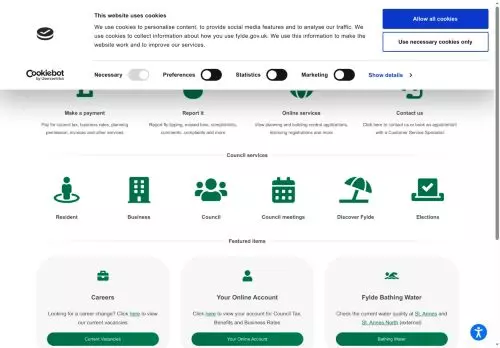 This website uses cookies
We use cookies to personalise content, to provide social media features and to analyse our traffic. We
use cookies to collect information about how you use fylde.gov.uk. We use this information to make the
website work and to improve our services.
Allow all cookies
Use necessary cookies only
Cookiebot
by Usercentrics
Necessary
Preferences
Statistics
Marketing
Show details
Make a payment
Report it
Online services
Contact us
Pay for council tax, business rates, planning
permission, invoices and other services.
Report fly tipping, missed bins, compliments,
comments, complaints and more.
View planning and building control applications,
licensing registrations and more.
Click here to contact us or book an appointment
with a Customer Service Specialist.
Council services
Resident
Business
Council
Council meetings
Discover Fylde
Elections
Featured items
Careers
Looking for a career change? Click here to view
our current vacancies.
Current Vacancies
Your Online Account
Click here to view your account for Council Tax,
Benefits and Business Rates
Your Online Account
Fylde Bathing Water
Check the current water quality at St. Annes and
St. Annes North (external)
Bathing Water